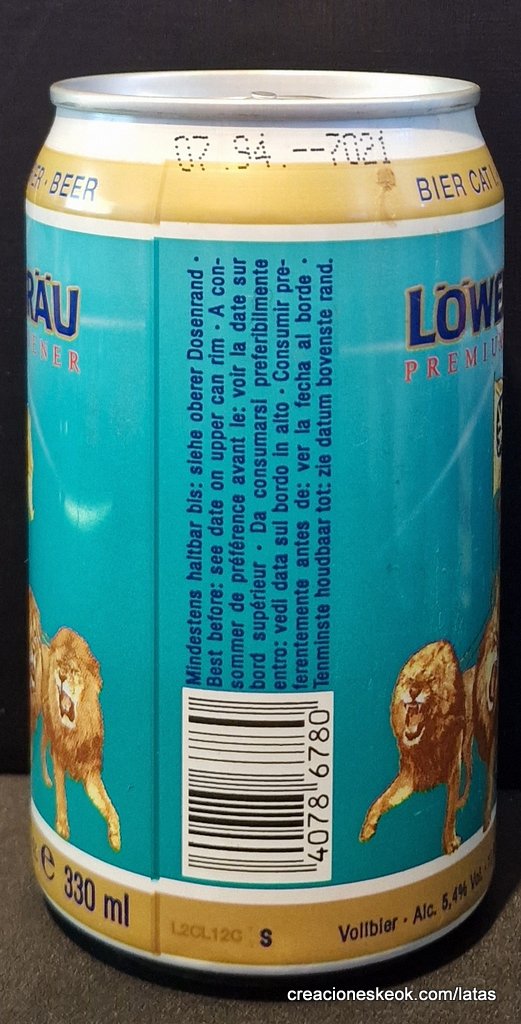 07.94.--7021
ER · BEER
BIER CAT
RÄU
ENER
LÖWE
PREMIU
Mindestens haltbar bis: siehe oberer Dosenrand ·
Best before: see date on upper can rim · A con-
sommer de préférence avant le: voir la date sur
bord supérieur · Da consumarsi preferibilmente
entro: vedi data sul bordo in alto · Consumir pre-
ferentemente antes de: ver la fecha al borde ·
Tenminste houdbaar tot: zie datum bovenste rand.
4078 6780
e 330 ml
L2CL12C S
Vollbier · Alc. 5,4% Vol.
creacioneskeok.com/latas